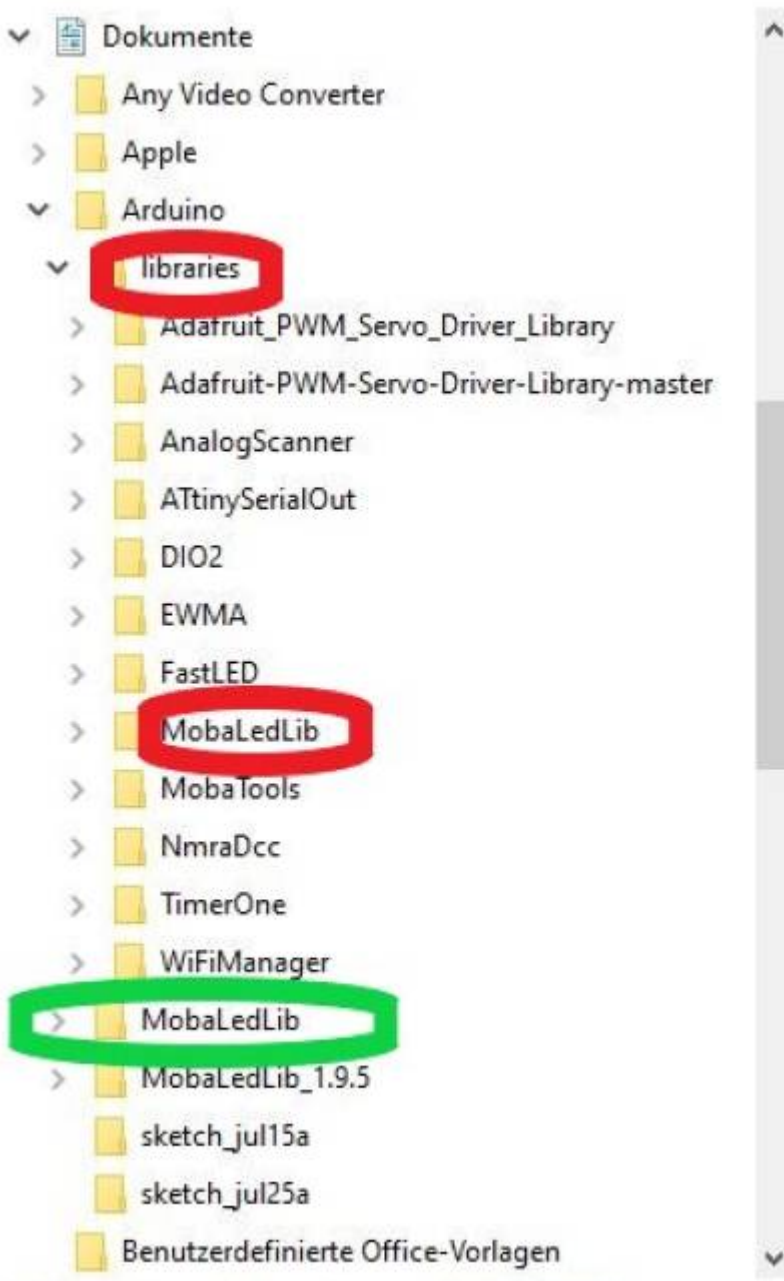 Dokumente
Any Video Converter
Apple
Arduino
libraries
Adafruit_PWM_Servo_Driver_Library
Adafruit-PWM-Servo-Driver-Library-master
AnalogScanner
ATtinySerialOut
DIO2
EWMA
FastLED
MobaLedLib
MobaTools
NmraDcc
TimerOne
WiFiManager
MobaLedLib
MobaLedLib_1.9.5
sketch_jul15a
sketch_jul25a
Benutzerdefinierte Office-Vorlagen